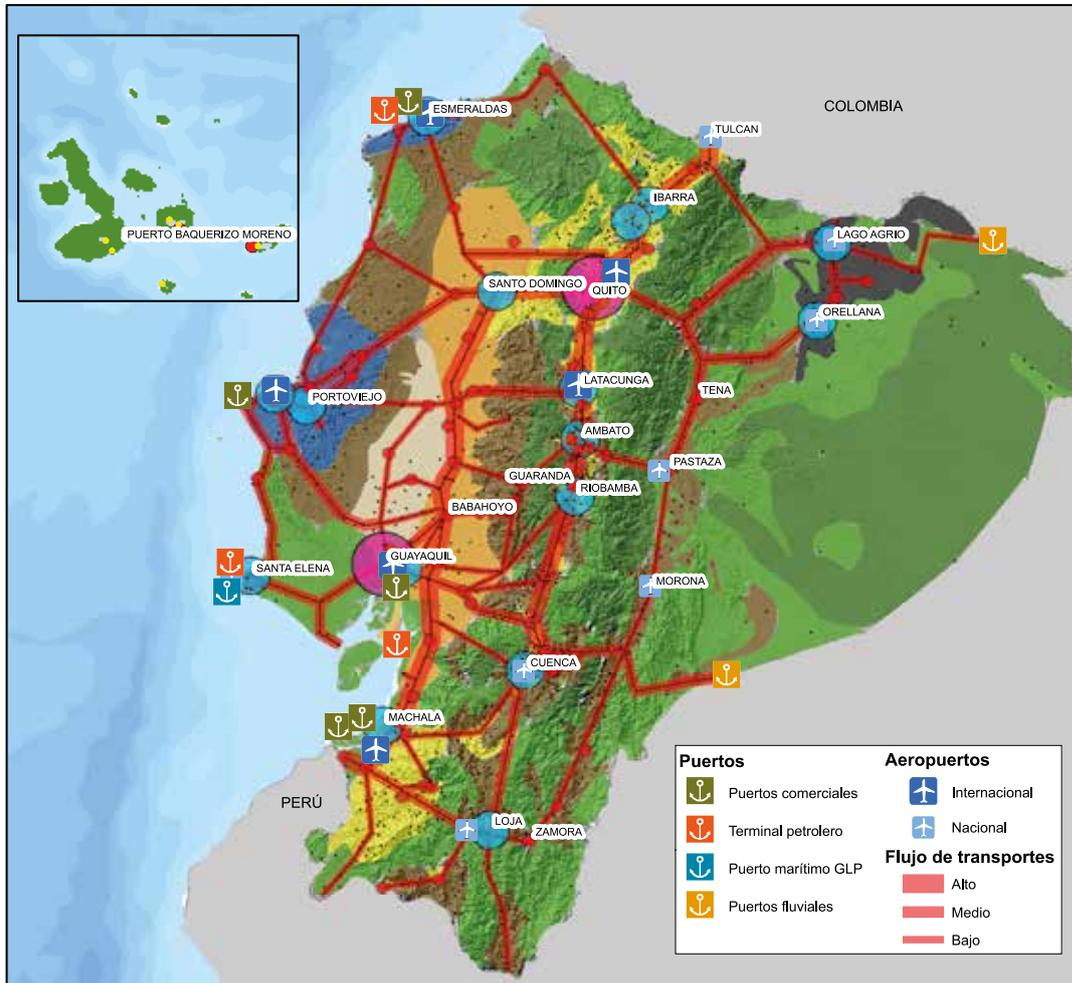 COLOMBIA
ESMERALDAS
TULCAN
IBARRA
PUERTO BAQUERIZO MORENO
LAGO AGRIO
SANTO DOMINGO
QUITO
ORELLANA
LATACUNGA
TENA
PORTOVIEJO
AMBATO
PASTAZA
GUARANDA
RIOBAMBA
BABAHOYO
GUAYAQUIL
SANTA ELENA
MORONA
CUENCA
MACHALA
PERÚ
LOJA
ZAMORA
Puertos
Puertos comerciales
Terminal petrolero
Puerto marítimo GLP
Puertos fluviales
Aeropuertos
Internacional
Nacional
Flujo de transportes
Alto
Medio
Bajo